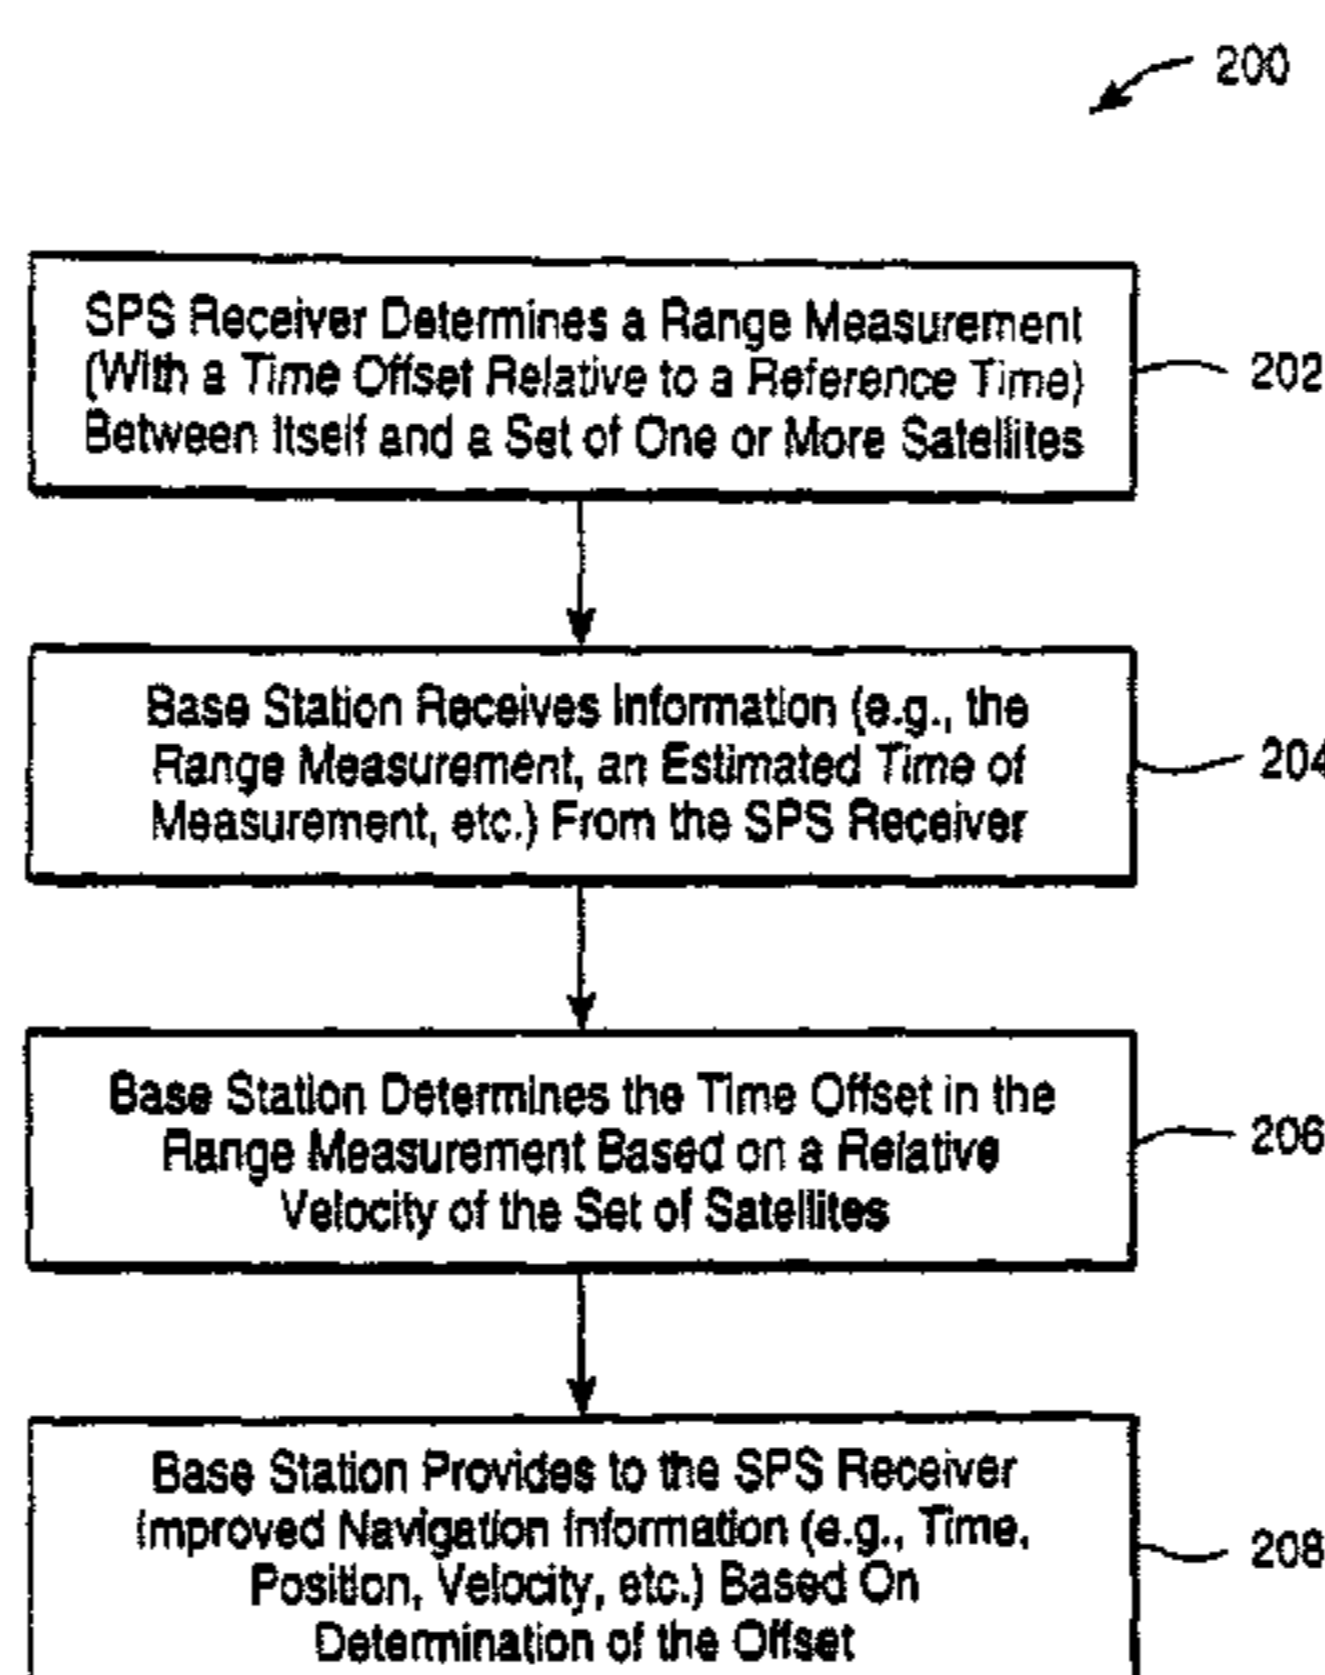 200
SPS Receiver Determines a Range Measurement
(With a Time Offset Relative to a Reference Time)
Between Itself and a Set of One or More Satellites
202
Base Station Receives Information (e.g., the
Range Measurement, an Estimated Time of
Measurement, etc.) From the SPS Receiver
204
Base Station Determines the Time Offset in the
Range Measurement Based on a Relative
Velocity of the Set of Satellites
206
Base Station Provides to the SPS Receiver
Improved Navigation Information (e.g., Time,
Position, Velocity, etc.) Based On
Determination of the Offset
208